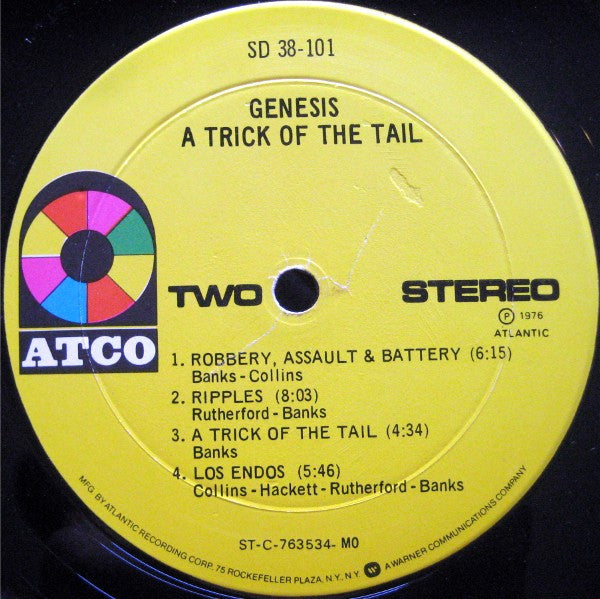 SD 38-101
GENESIS
A TRICK OF THE TAIL
ATCO
TWO
STEREO
Ⓟ 1976
ATLANTIC
1. ROBBERY, ASSAULT & BATTERY (6:15)
Banks - Collins
2. RIPPLES (8:03)
Rutherford - Banks
3. A TRICK OF THE TAIL (4:34)
Banks
4. LOS ENDOS (5:46)
Collins - Hackett - Rutherford - Banks
ST-C-763534- MO
MFG. BY ATLANTIC RECORDING CORP. 75 ROCKEFELLER PLAZA, N.Y., N.Y. W A WARNER COMMUNICATIONS COMPANY